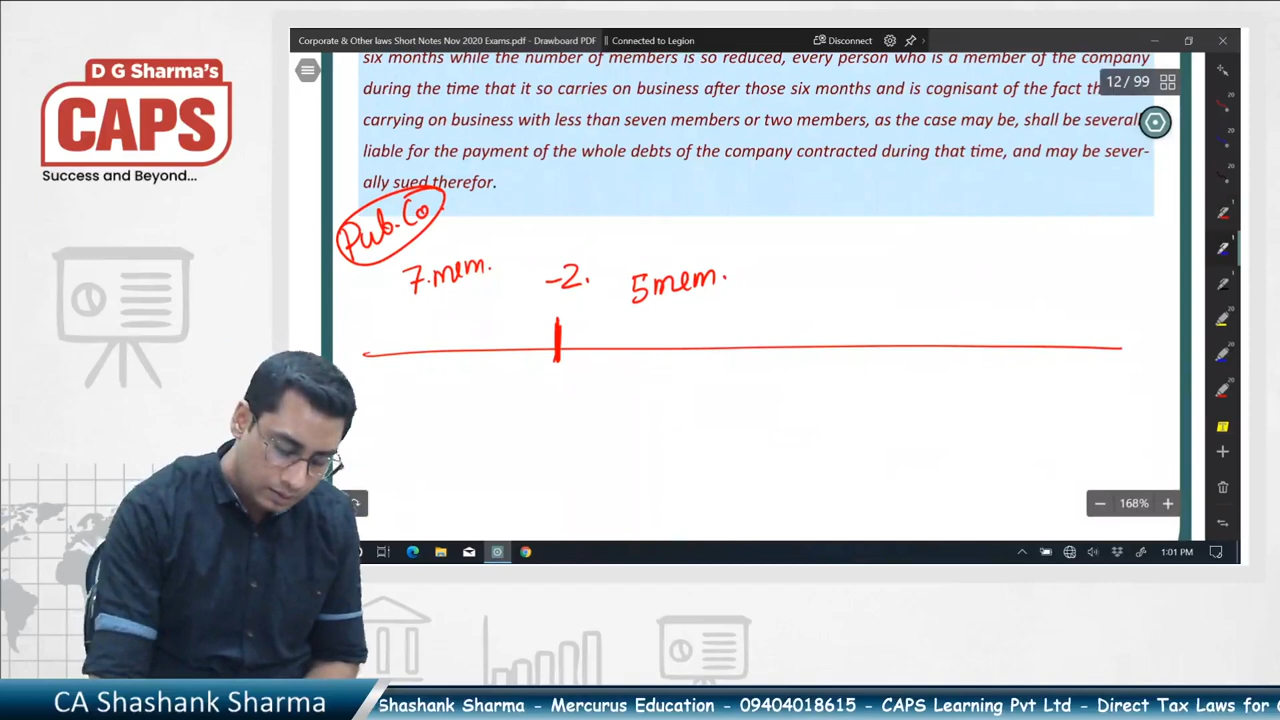 D G Sharma's
CAPS
Success and Beyond...
Corporate & Other laws Short Notes Nov 2020 Exams.pdf - Drawboard PDF
Connected to Legion
Disconnect
six months while the number of members is so reduced, every person who is a member of the company
12 / 99
during the time that it so carries on business after those six months and is cognisant of the fact
carrying on business with less than seven members or two members, as the case may be, shall be several
liable for the payment of the whole debts of the company contracted during that time, and may be sever-
ally sued therefor.
Pub.Co
7.mem. -2. 5mem.
168%
1:01 PM
CA Shashank Sharma
Shashank Sharma - Mercurus Education - 09404018615 - CAPS Learning Pvt Ltd - Direct Tax Laws for